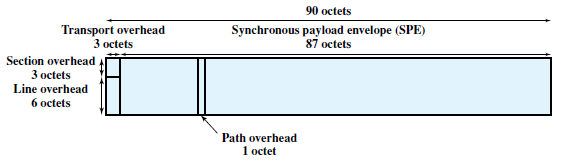 90 octets
Transport overhead
3 octets
Synchronous payload envelope (SPE)
87 octets
Section overhead
3 octets
Line overhead
6 octets
Path overhead
1 octet